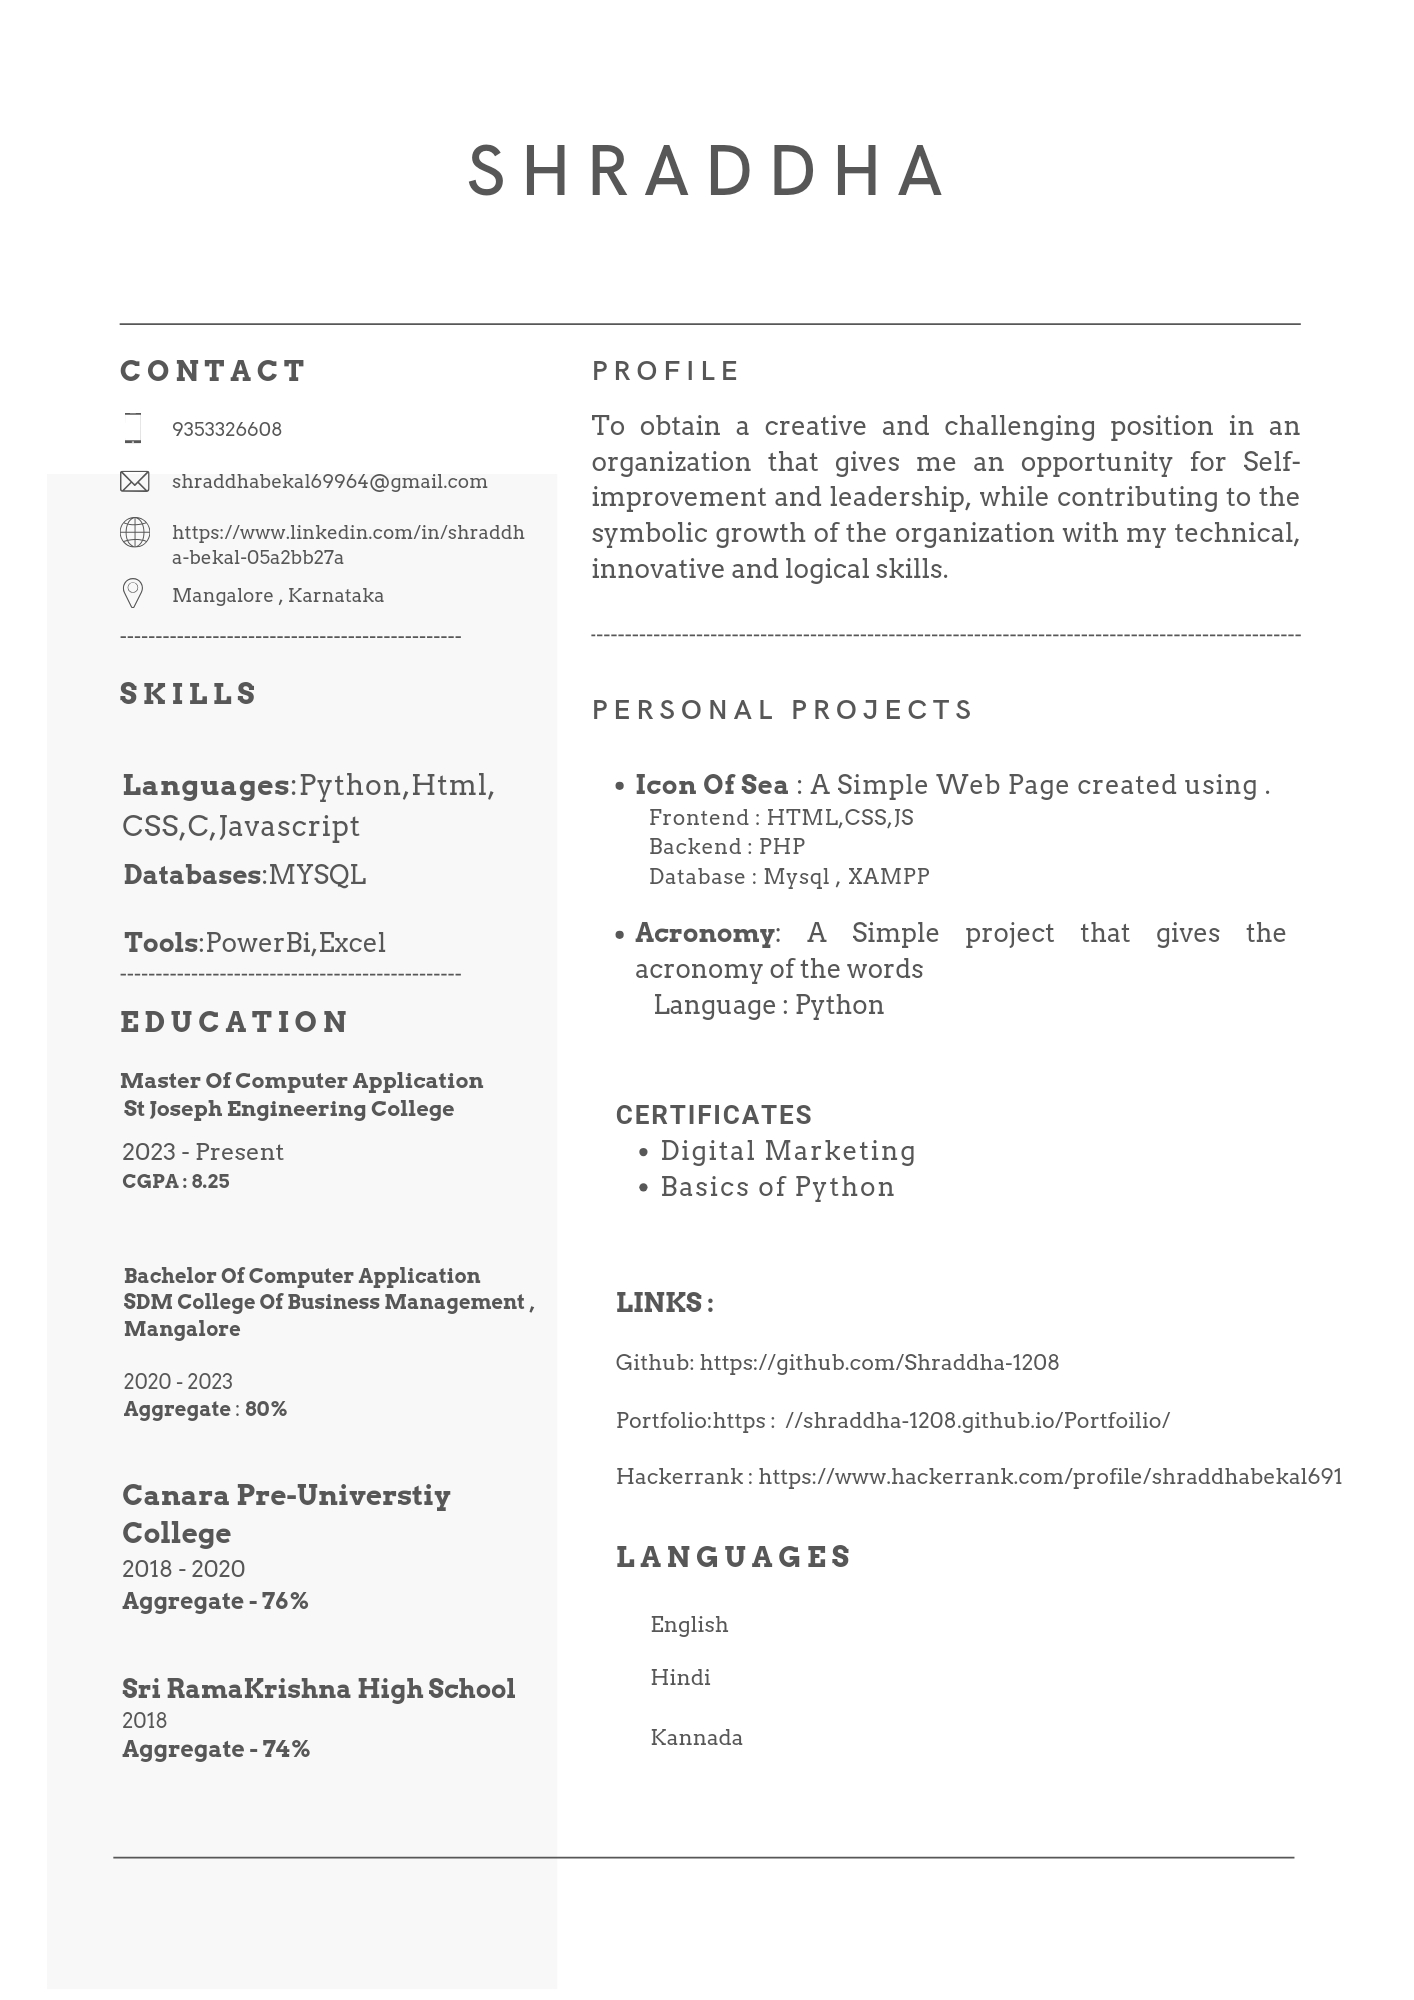 SHRADDHA
CONTACT
9353326608
shraddhabekal69964@gmail.com
https://www.linkedin.com/in/shraddh
a-bekal-05a2bb27a
Mangalore , Karnataka
------------------------------------------------
SKILLS
Languages:Python,Html,
CSS,C,Javascript
Databases:MYSQL
Tools:PowerBi,Excel
------------------------------------------------
EDUCATION
Master Of Computer Application
St Joseph Engineering College
2023 - Present
CGPA : 8.25
Bachelor Of Computer Application
SDM College Of Business Management ,
Mangalore
2020 - 2023
Aggregate : 80%
Canara Pre-Universtiy
College
2018 - 2020
Aggregate - 76%
Sri RamaKrishna High School
2018
Aggregate - 74%
PROFILE
To obtain a creative and challenging position in an
organization that gives me an opportunity for Self-
improvement and leadership, while contributing to the
symbolic growth of the organization with my technical,
innovative and logical skills.
----------------------------------------------------------------------------------------------------
PERSONAL PROJECTS
• Icon Of Sea : A Simple Web Page created using .
Frontend : HTML,CSS,JS
Backend : PHP
Database : Mysql , XAMPP
• Acronomy: A Simple project that gives the
acronomy of the words
Language : Python
CERTIFICATES
• Digital Marketing
• Basics of Python
LINKS :
Github: https://github.com/Shraddha-1208
Portfolio:https : //shraddha-1208.github.io/Portfoilio/
Hackerrank : https://www.hackerrank.com/profile/shraddhabekal691
LANGUAGES
English
Hindi
Kannada